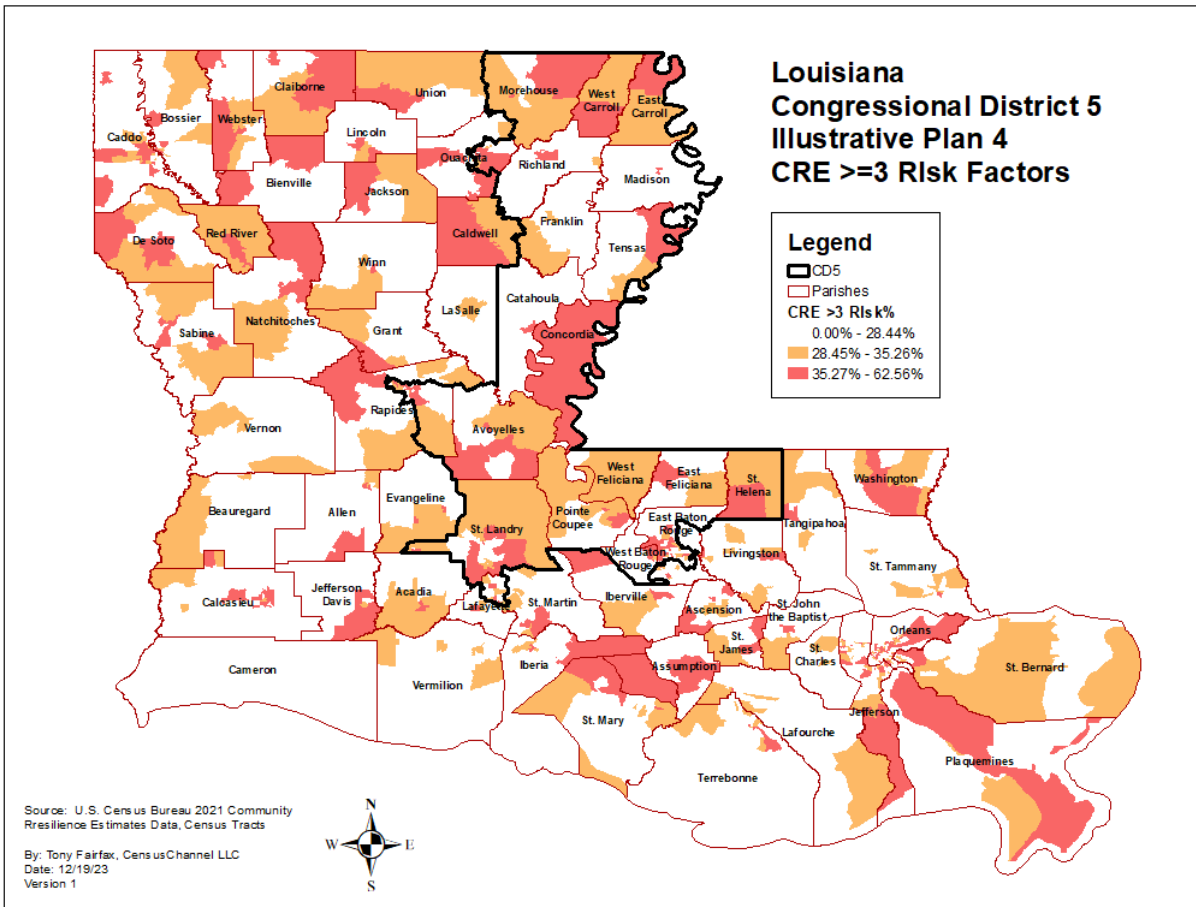 Louisiana
Congressional District 5
Illustrative Plan 4
CRE >=3 RIsk Factors
Legend
CD5
Parishes
CRE >3 RIsk%
0.00% - 28.44%
28.45% - 35.26%
35.27% - 62.56%
Claiborne
Union
Morehouse
West
Carroll
East
Carroll
Bossier
Webster
Caddo
Lincoln
Ouachita
Richland
Madison
Bienville
Jackson
Franklin
De Soto
Red River
Caldwell
Tensas
Winn
Catahoula
LaSalle
Natchitoches
Sabine
Grant
Concordia
Rapides
Vernon
Avoyelles
West
Feliciana
East
Feliciana
St.
Helena
Washington
Evangeline
Beauregard
Allen
Pointe
Coupee
East Baton
Rouge
Tangipahoa
St. Landry
West Baton
Rouge
Livingston
St. Tammany
Calcasieu
Jefferson
Davis
Acadia
Lafayette
St. Martin
Iberville
Ascension
St. John
the Baptist
Orleans
St.
James
St.
Charles
St. Bernard
Cameron
Vermilion
Iberia
Assumption
St. Mary
Jefferson
Lafourche
Plaquemines
Terrebonne
Source: U.S. Census Bureau 2021 Community
Rresilience Estimates Data, Census Tracts
By: Tony Fairfax, CensusChannel LLC
Date: 12/19/23
Version 1
N
W
E
S